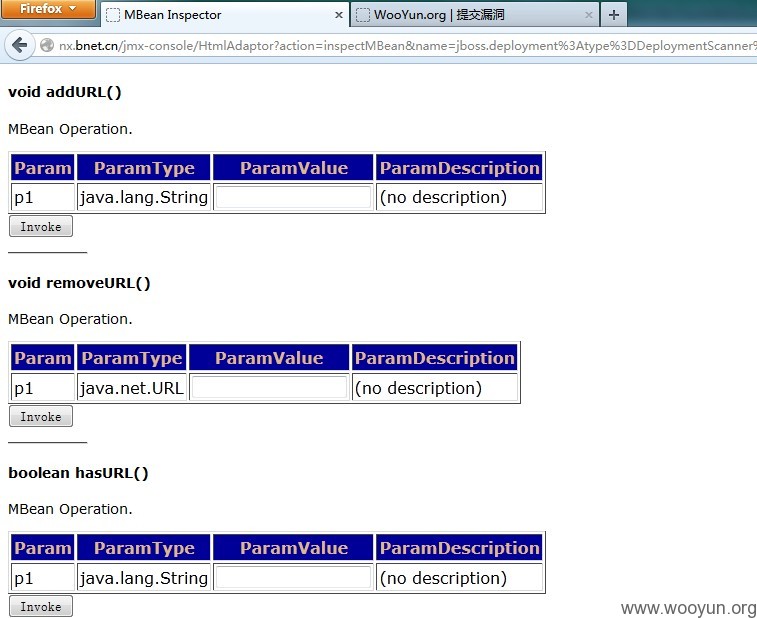 Firefox
MBean Inspector
WooYun.org | 提交漏洞
nx.bnet.cn/jmx-console/HtmlAdaptor?action=inspectMBean&name=jboss.deployment%3Atype%3DDeploymentScanner%
void addURL()
MBean Operation.
Param ParamType ParamValue ParamDescription
p1 java.lang.String (no description)
Invoke
void removeURL()
MBean Operation.
Param ParamType ParamValue ParamDescription
p1 java.net.URL (no description)
Invoke
boolean hasURL()
MBean Operation.
Param ParamType ParamValue ParamDescription
p1 java.lang.String (no description)
Invoke
www.wooyun.org